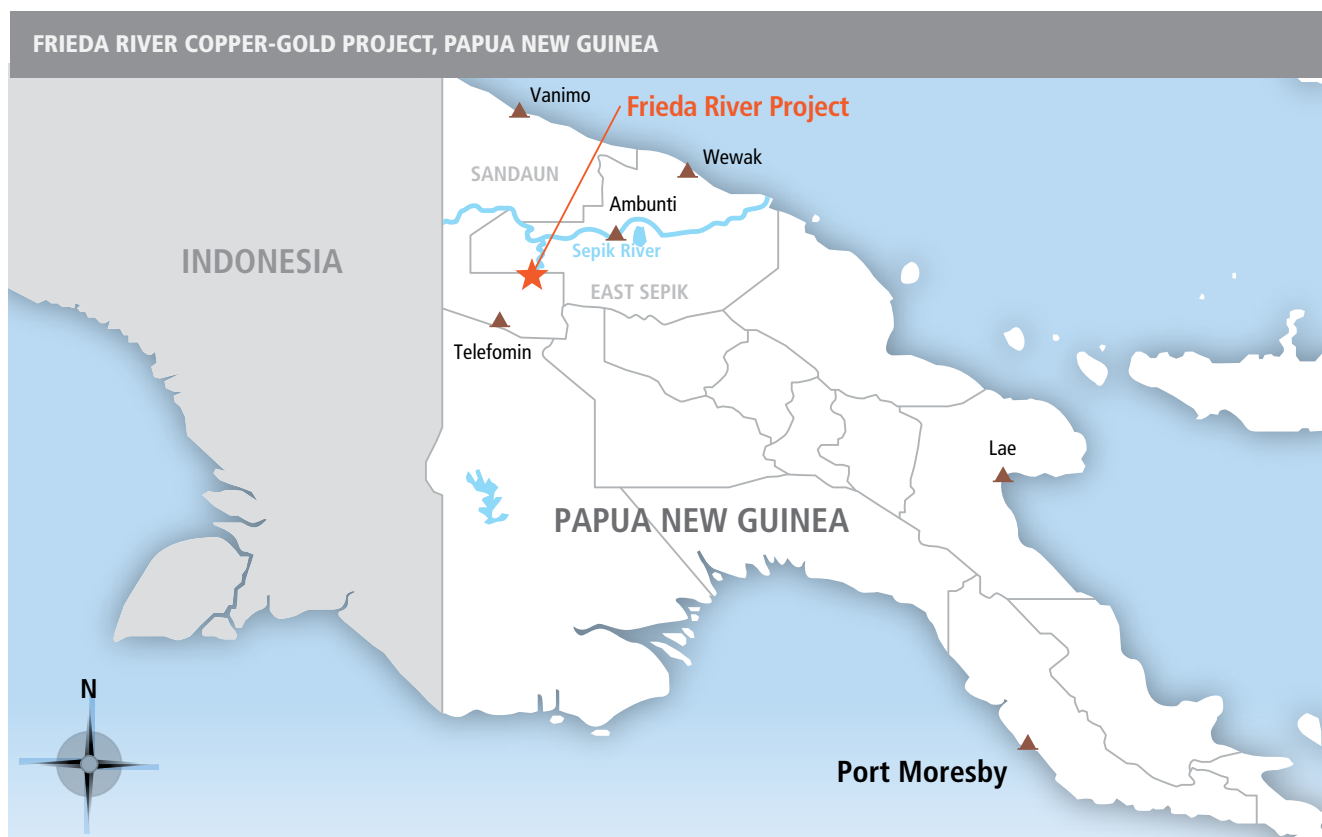 FRIEDA RIVER COPPER-GOLD PROJECT, PAPUA NEW GUINEA
Vanimo
Frieda River Project
Wewak
SANDAUN
Ambunti
Sepik River
INDONESIA
EAST SEPIK
Telefomin
Lae
PAPUA NEW GUINEA
N
Port Moresby